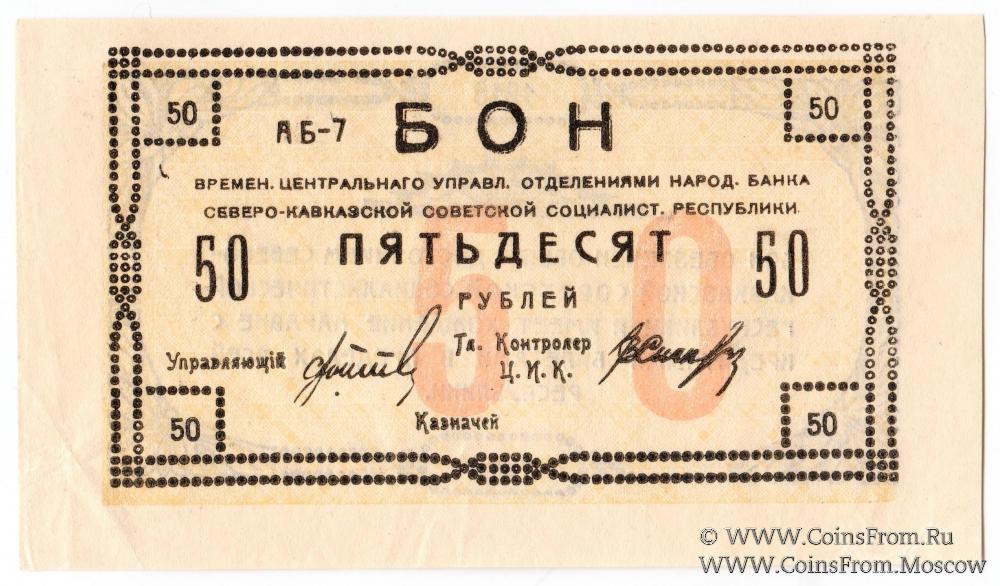 50 50
АБ-7 БОН
ВРЕМЕН. ЦЕНТРАЛЬНАГО УПРАВЛ. ОТДЕЛЕНИЯМИ НАРОД. БАНКА
СЕВЕРО-КАВКАЗСКОЙ СОВЕТСКОЙ СОЦИАЛИСТ. РЕСПУБЛИКИ
50 ПЯТЬДЕСЯТ 50
РУБЛЕЙ
50
Управляющій Гл. Контролер
Ц. И. К.
Казначей
50 50
© WWW.CoinsFrom.Ru
WWW.CoinsFrom.Moscow